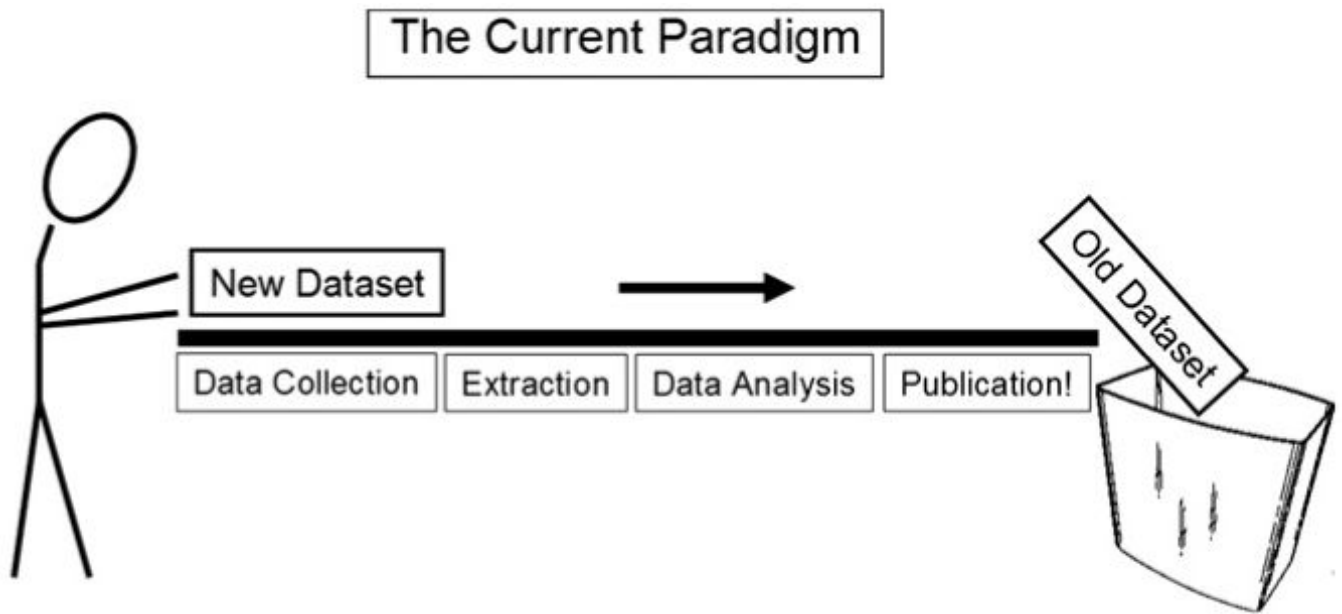 The Current Paradigm
New Dataset
Old Dataset
Data Collection
Extraction
Data Analysis
Publication!